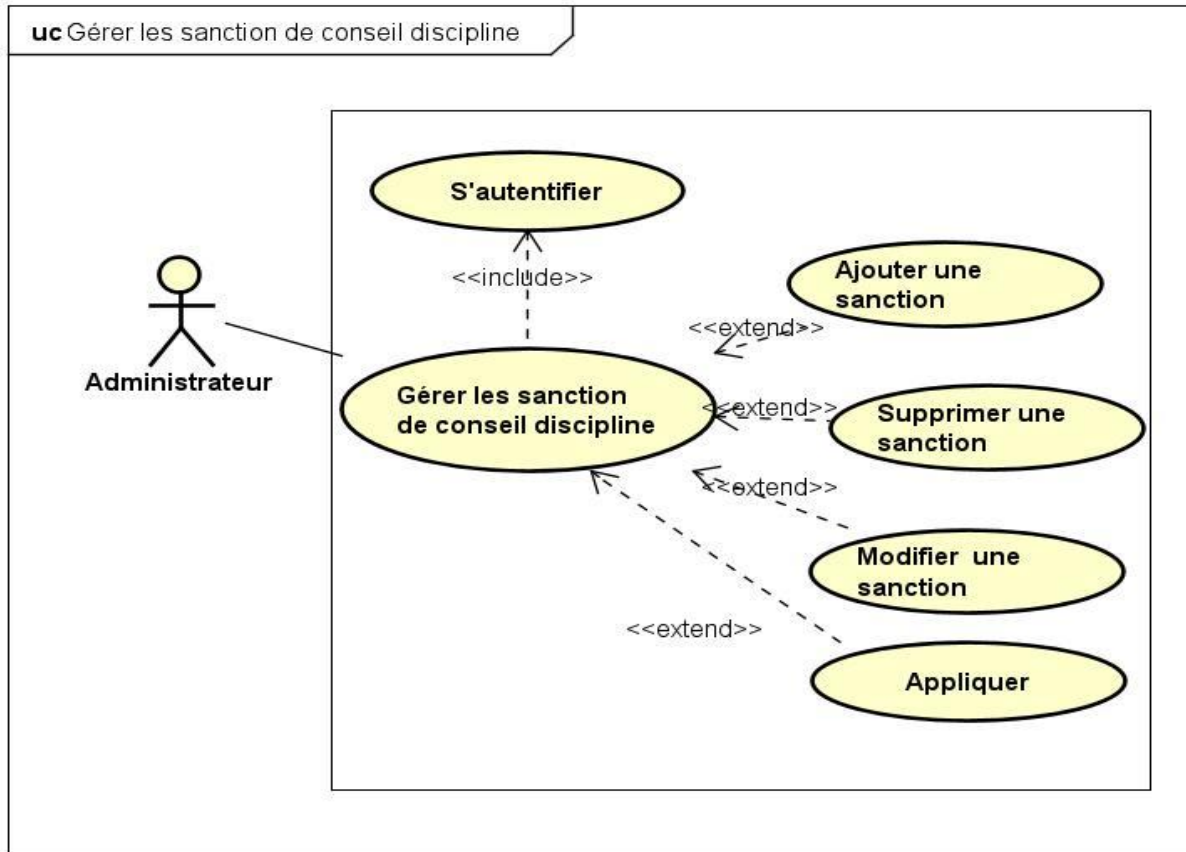 uc Gérer les sanction de conseil discipline
S'autentifier
<<include>>
Ajouter une
sanction
<<extend>>
Administrateur
Gérer les sanction
de conseil discipline
<<extend>>
Supprimer une
sanction
<<extend>>
Modifier une
sanction
<<extend>>
Appliquer